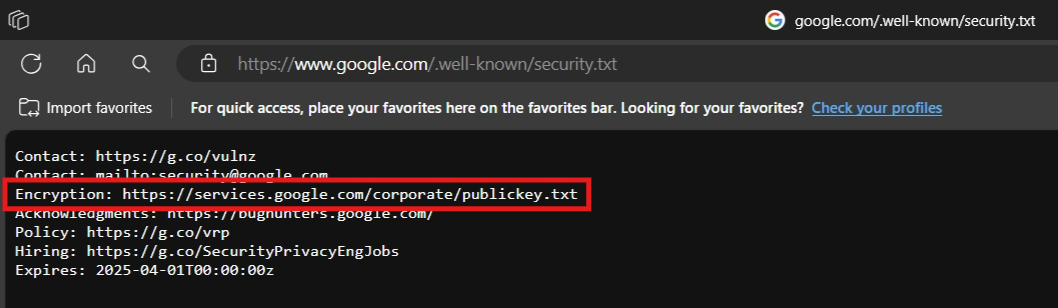 google.com/.well-known/security.txt
https://www.google.com/.well-known/security.txt
Import favorites For quick access, place your favorites here on the favorites bar. Looking for your favorites? Check your profiles
Contact: https://g.co/vulnz
Contact: mailto:security@google.com
Encryption: https://services.google.com/corporate/publickey.txt
Acknowledgments: https://bughunters.google.com/
Policy: https://g.co/vrp
Hiring: https://g.co/SecurityPrivacyEngJobs
Expires: 2025-04-01T00:00:00z